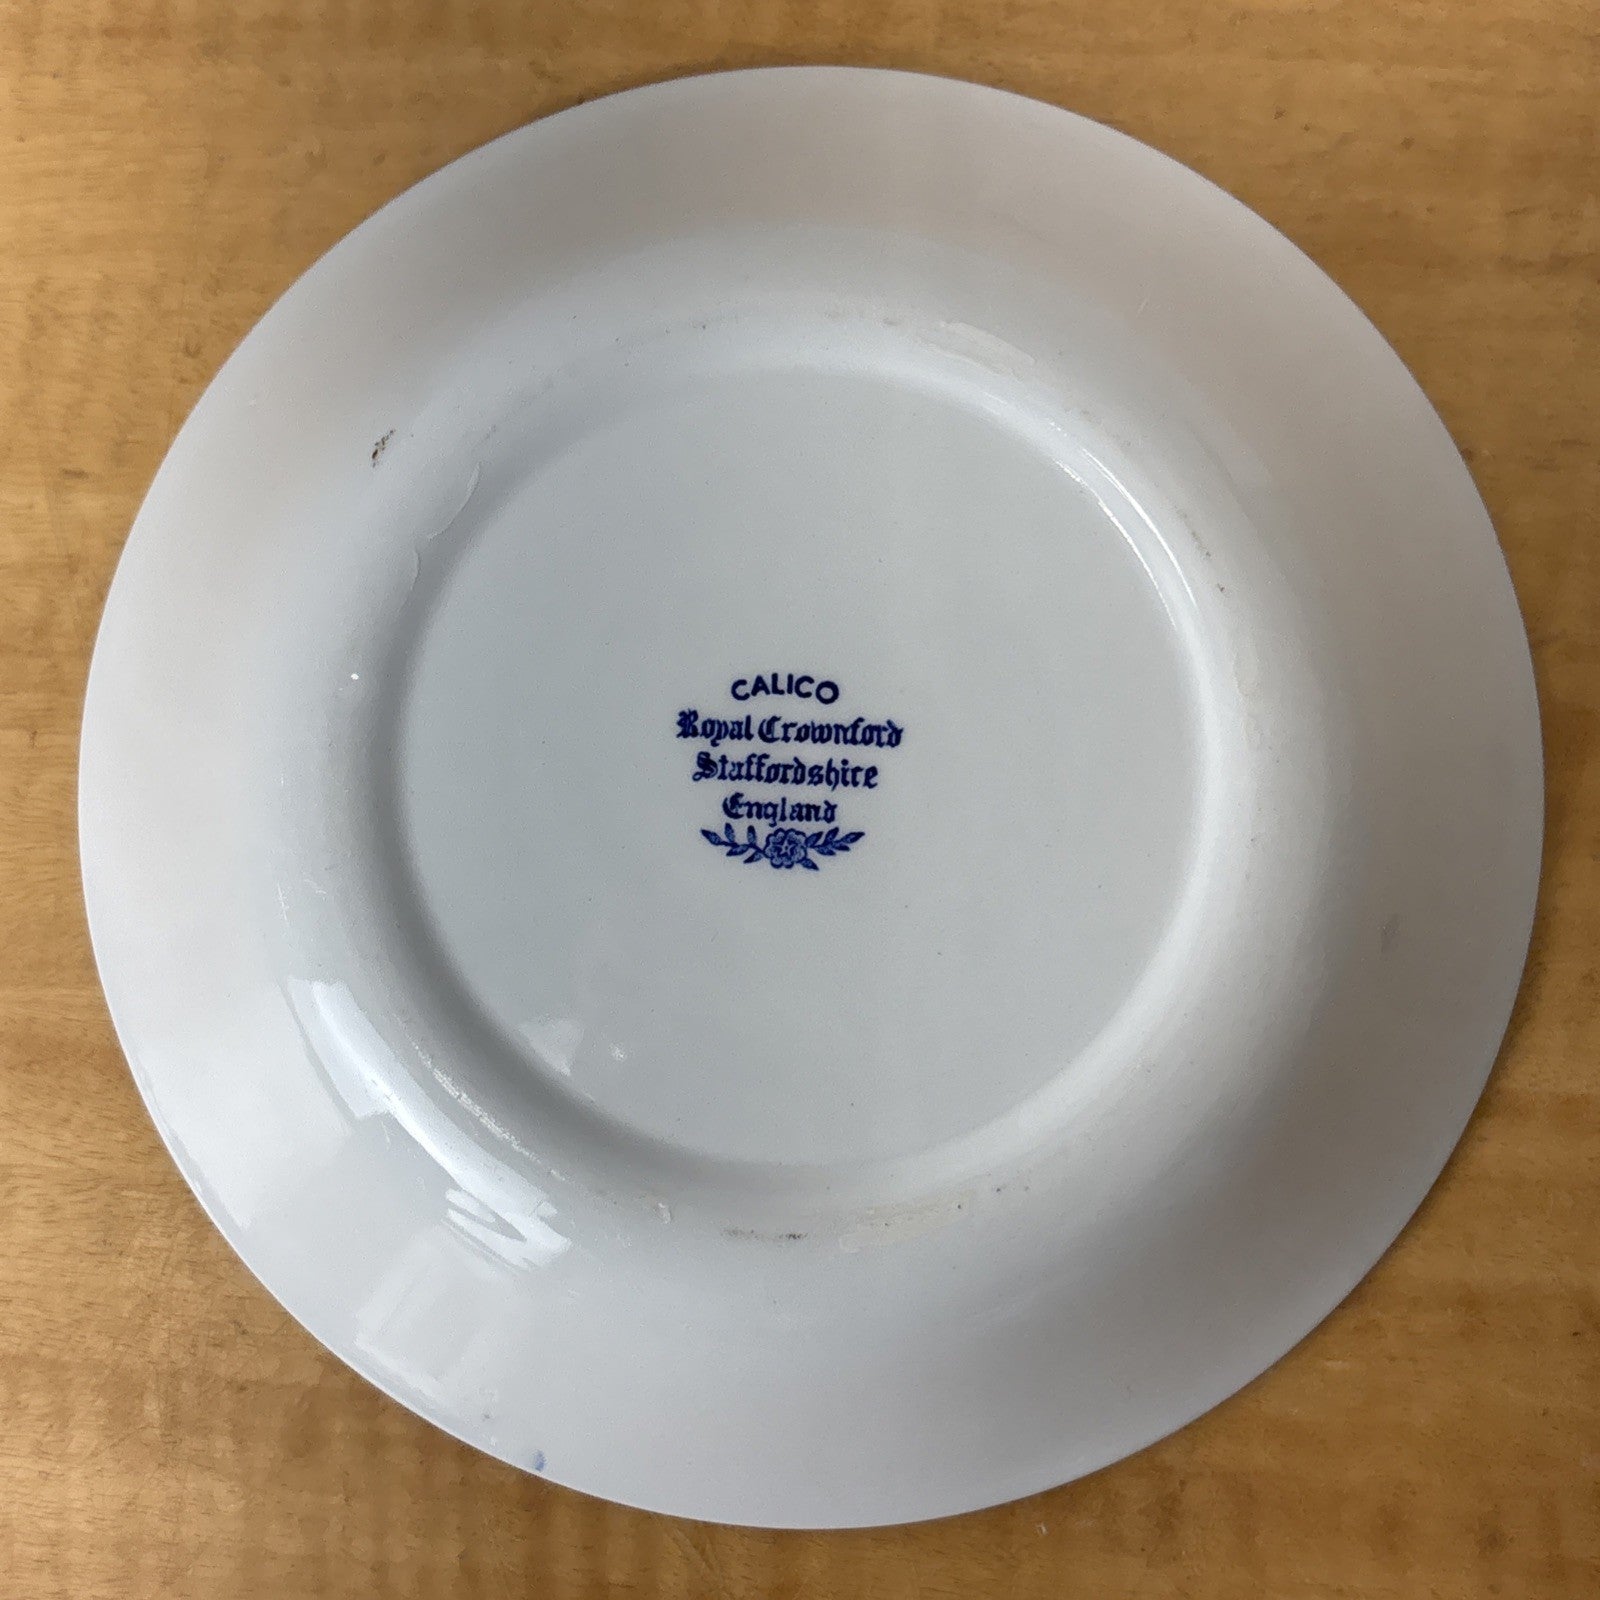 CALICO
Royal Crownford
Staffordshire
England